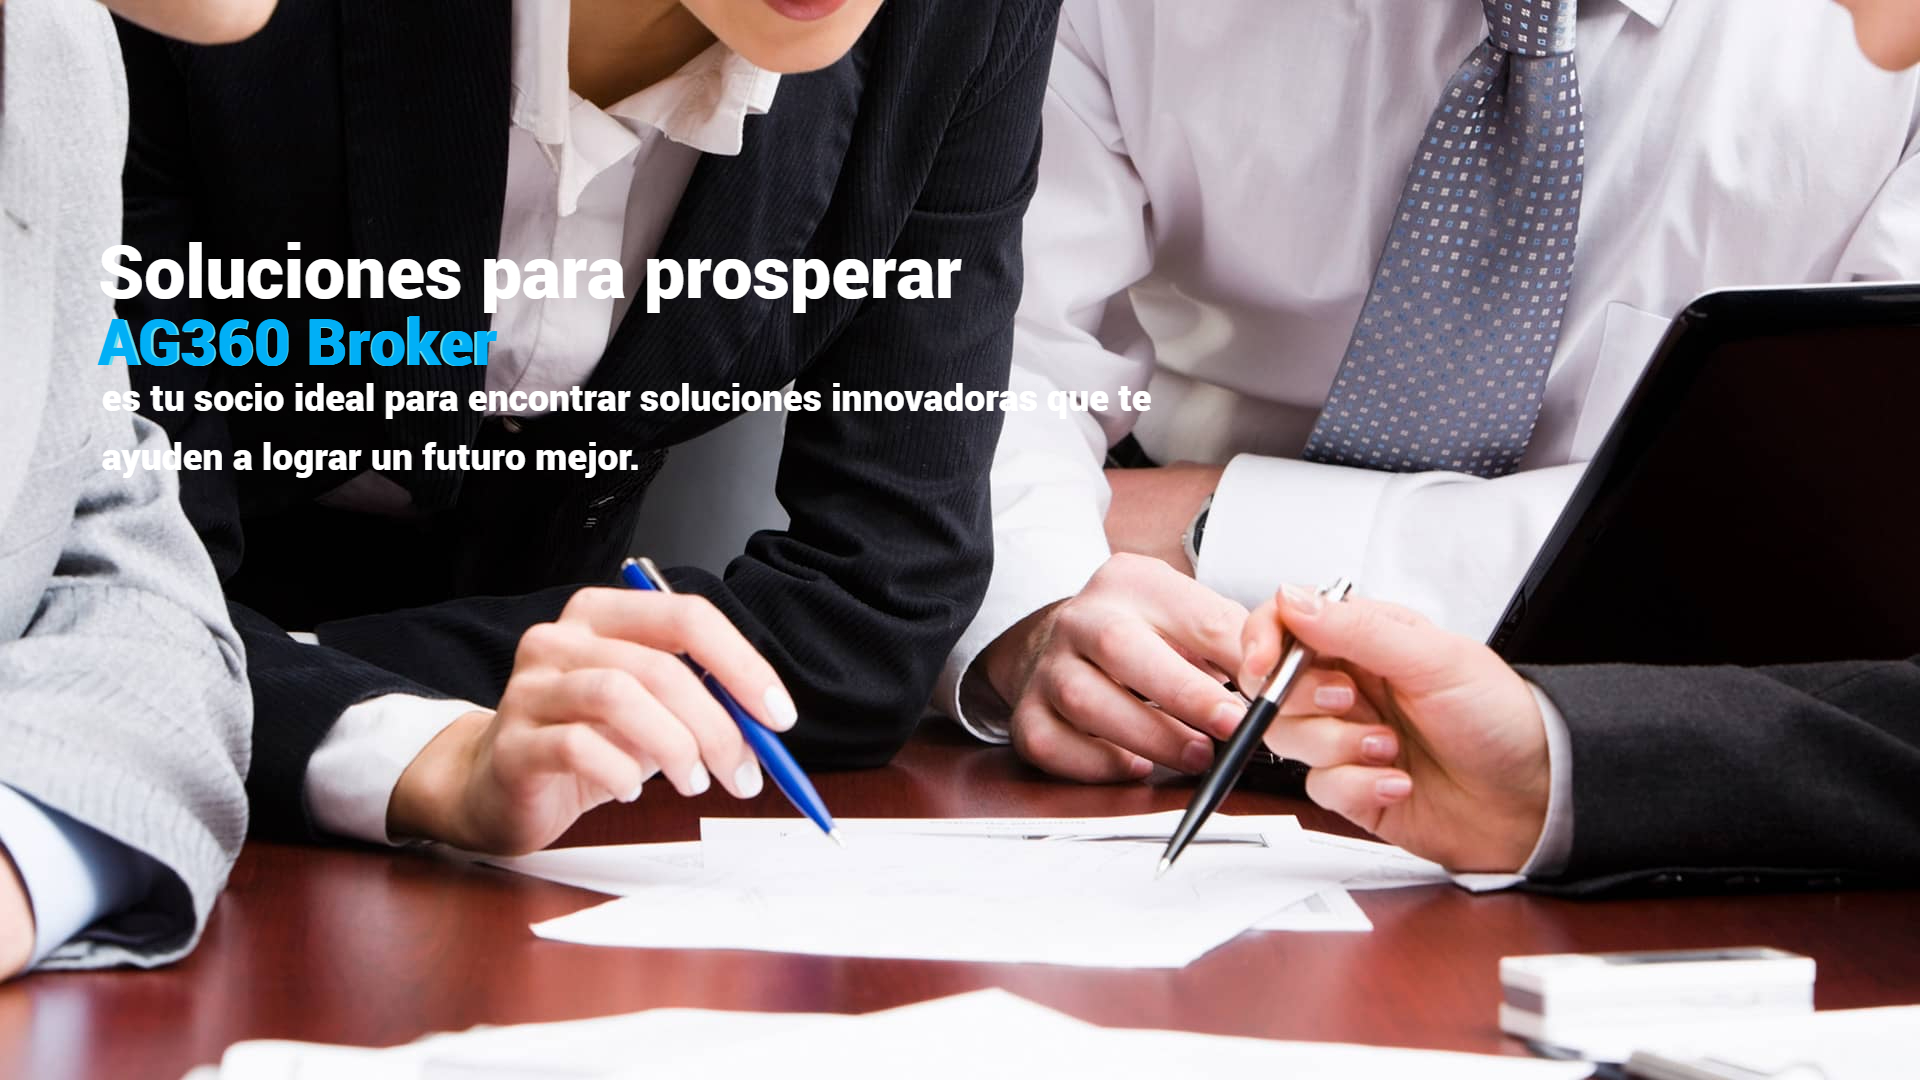 Soluciones para prosperar
AG360 Broker
es tu socio ideal para encontrar soluciones innovadoras que te
ayuden a lograr un futuro mejor.